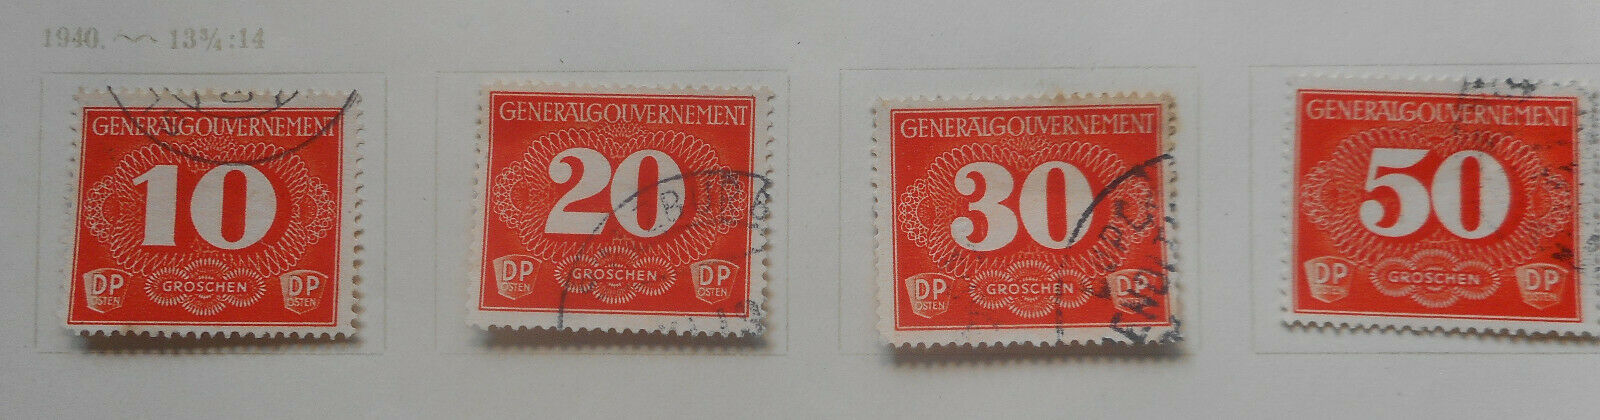 1940. 13¾:14
GENERALGOUVERNEMENT
10
DP OSTEN
GROSCHEN
DP OSTEN
GENERALGOUVERNEMENT
20
DP OSTEN
GROSCHEN
DP OSTEN
GENERALGOUVERNEMENT
30
DP OSTEN
GROSCHEN
DP OSTEN
GENERALGOUVERNEMENT
50
DP
GROSCHEN
DP OSTEN